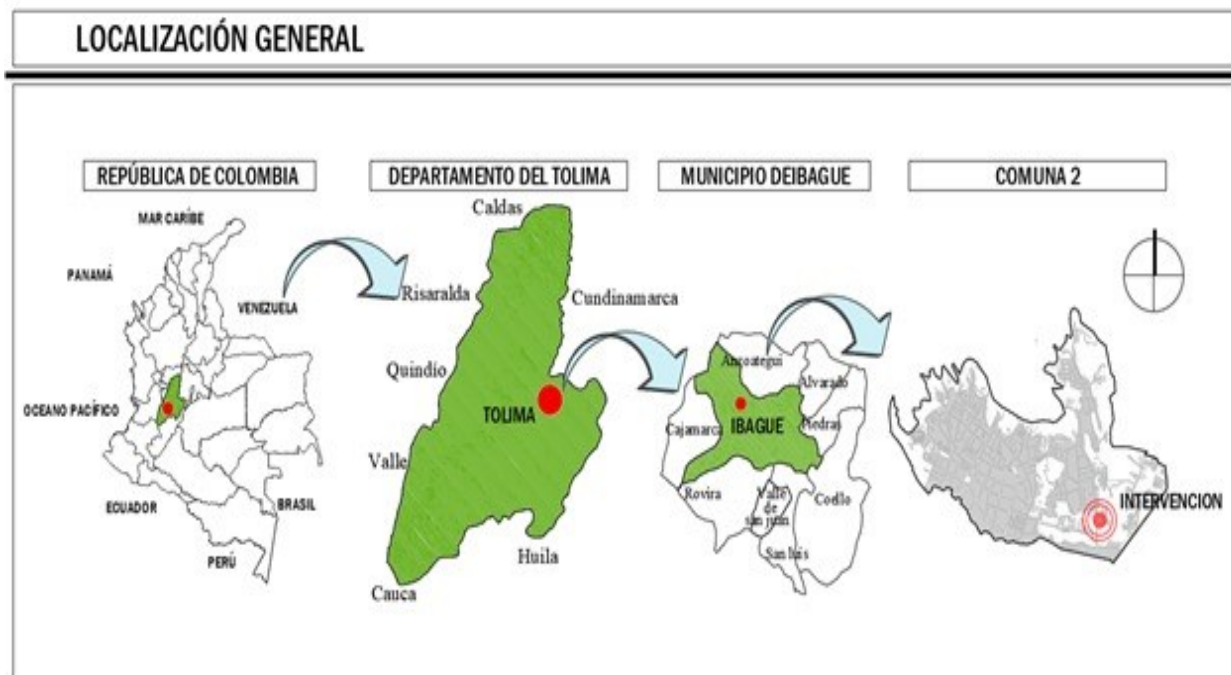 LOCALIZACIÓN GENERAL
REPÚBLICA DE COLOMBIA
MAR CARÍBE
PANAMÁ
VENEZUELA
OCEANO PACÍFICO
ECUADOR
BRASIL
PERÚ
DEPARTAMENTO DEL TOLIMA
Caldas
Risaralda
Cundinamarca
Quindío
TOLIMA
Valle
Huila
Cauca
MUNICIPIO DEIBAGUE
Ancoategui
Alvarado
Cajamarca
IBAGUE
Piedras
Rovira
Valle
de
san juan
Coello
San luis
COMUNA 2
INTERVENCION